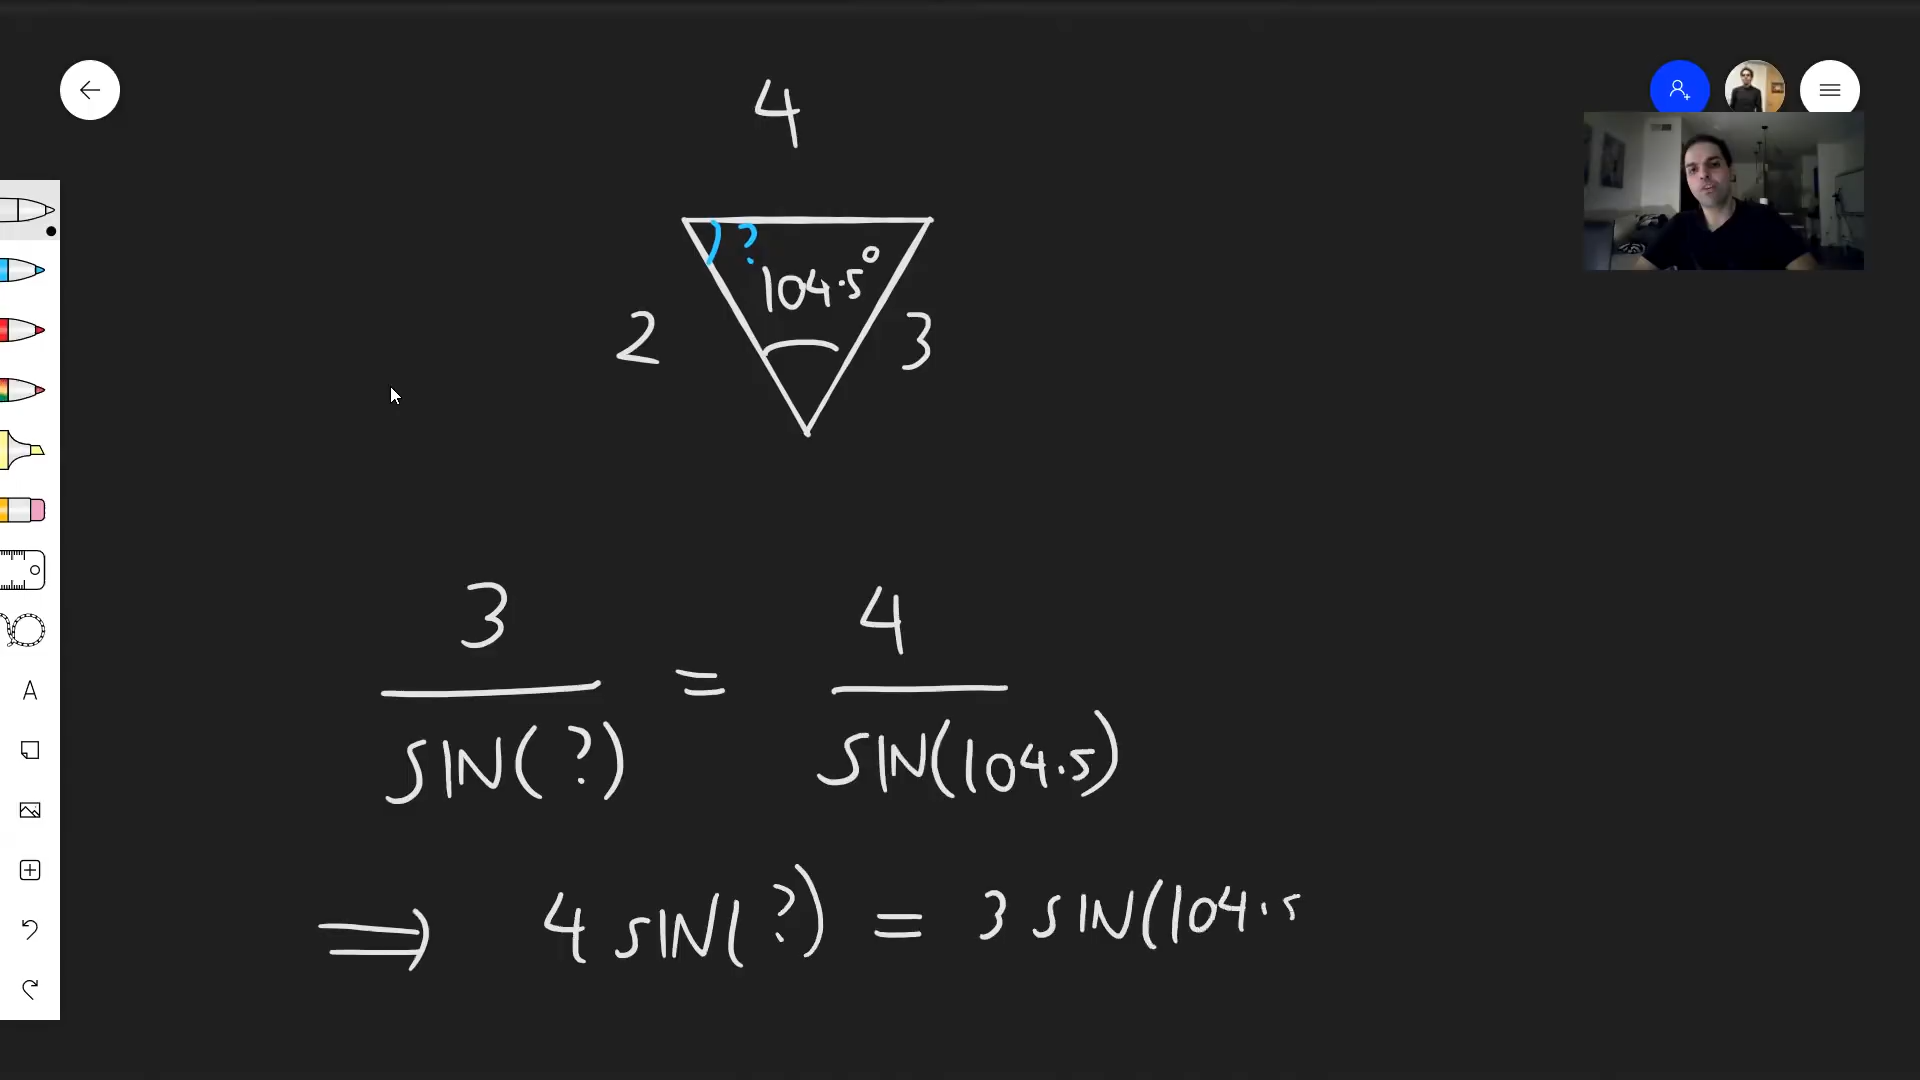 4
?
104.5°
2
3
3 = 4
SIN(?) SIN(104.5)
⇒ 4 SIN(?) = 3 SIN(104.5
A